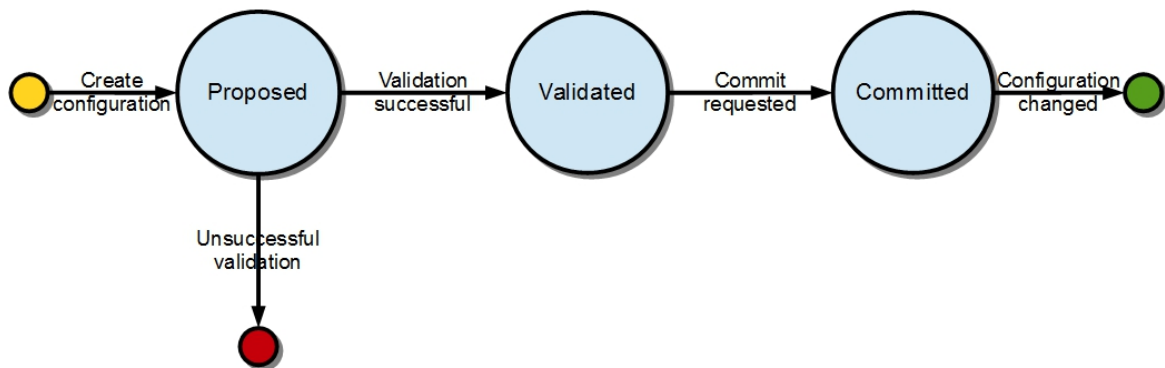 Create
configuration
Proposed
Validation
successful
Validated
Commit
requested
Committed
Configuration
changed
Unsuccessful
validation